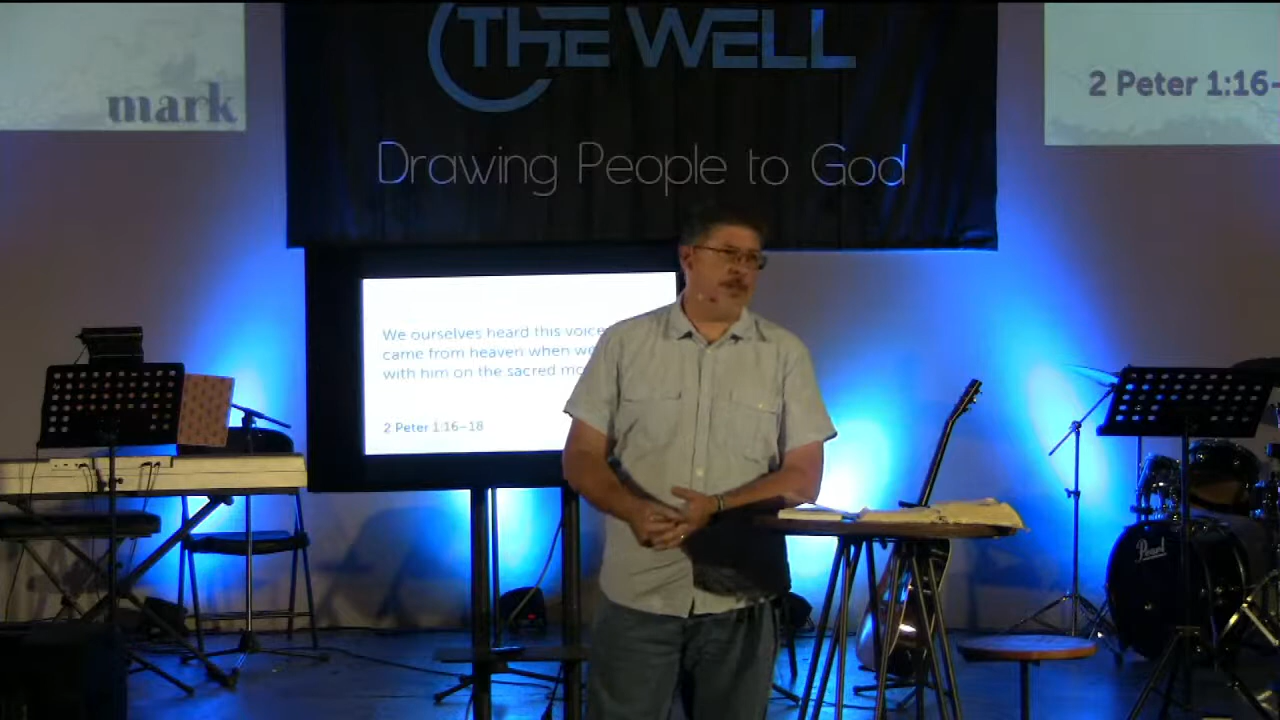 THE WELL
Drawing People to God
mark
2 Peter 1:16-
We ourselves heard this voice
came from heaven when we
with him on the sacred mo
2 Peter 1:16–18
Pearl